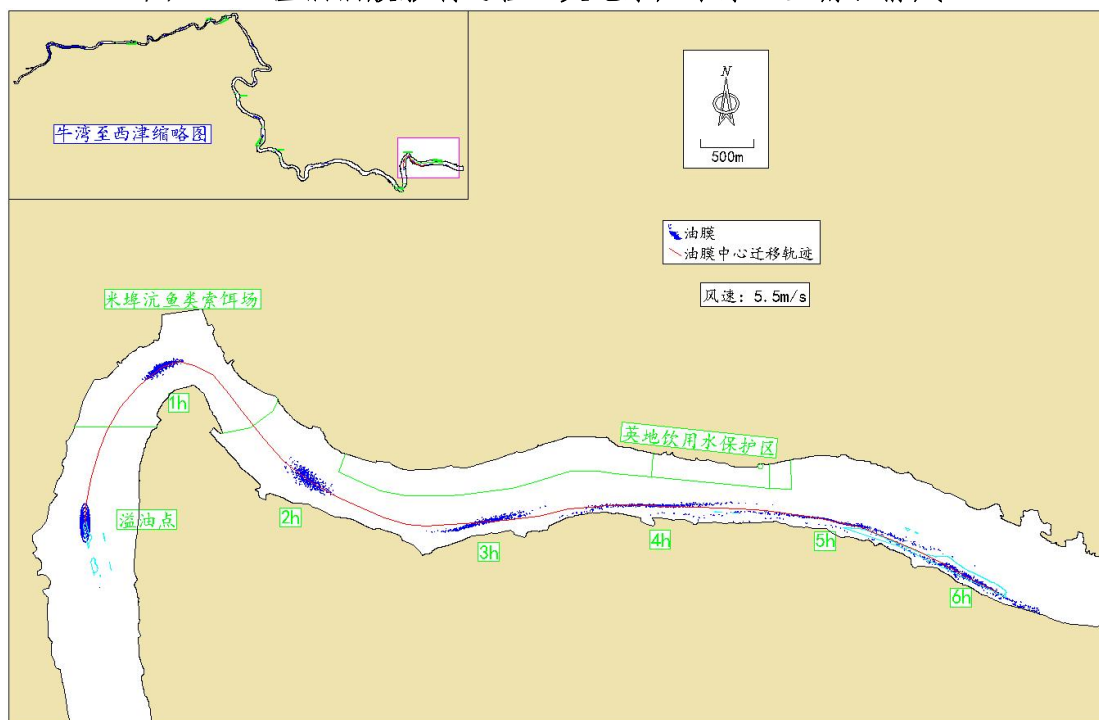 牛湾至西津缩略图
N
500m
油膜
油膜中心迁移轨迹
风速: 5.5m/s
米埠沆鱼类索饵场
1h
英地饮用水保护区
溢油点
2h
3h
4h
5h
6h